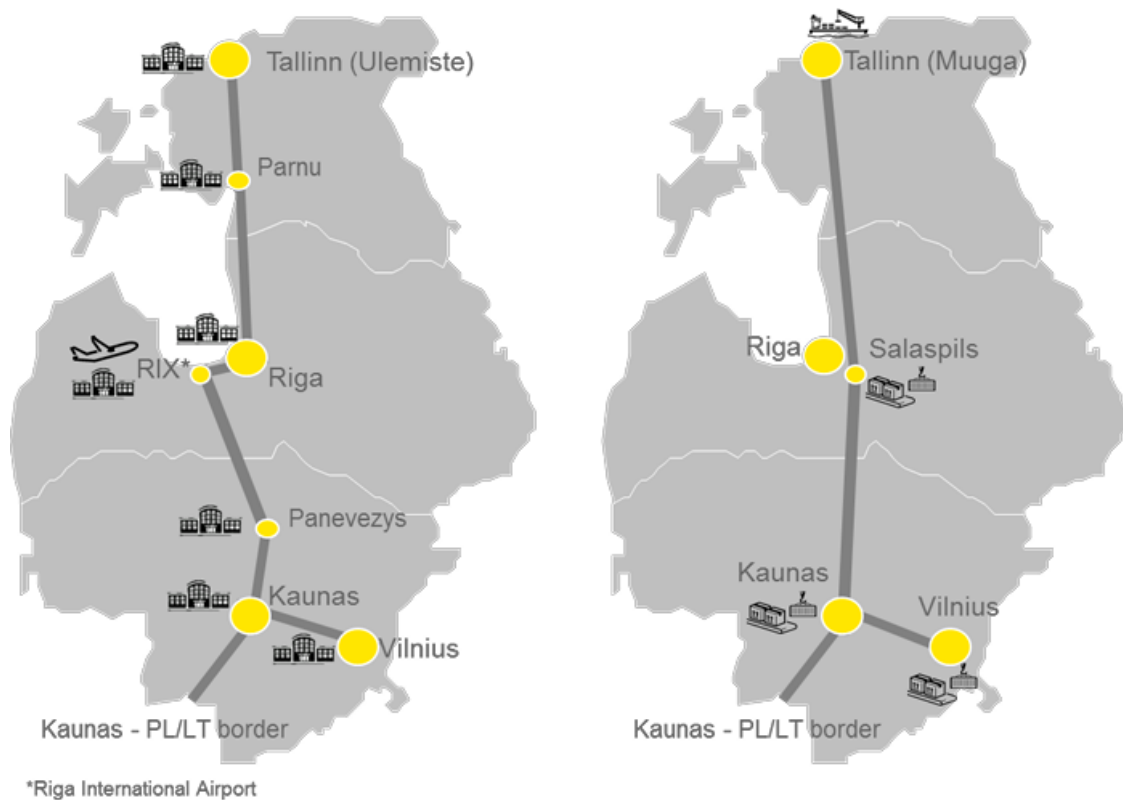 Tallinn (Ulemiste)
Parnu
RIX*
Riga
Panevezys
Kaunas
Vilnius
Kaunas - PL/LT border
*Riga International Airport
Tallinn (Muuga)
Riga
Salaspils
Kaunas
Vilnius
Kaunas - PL/LT border